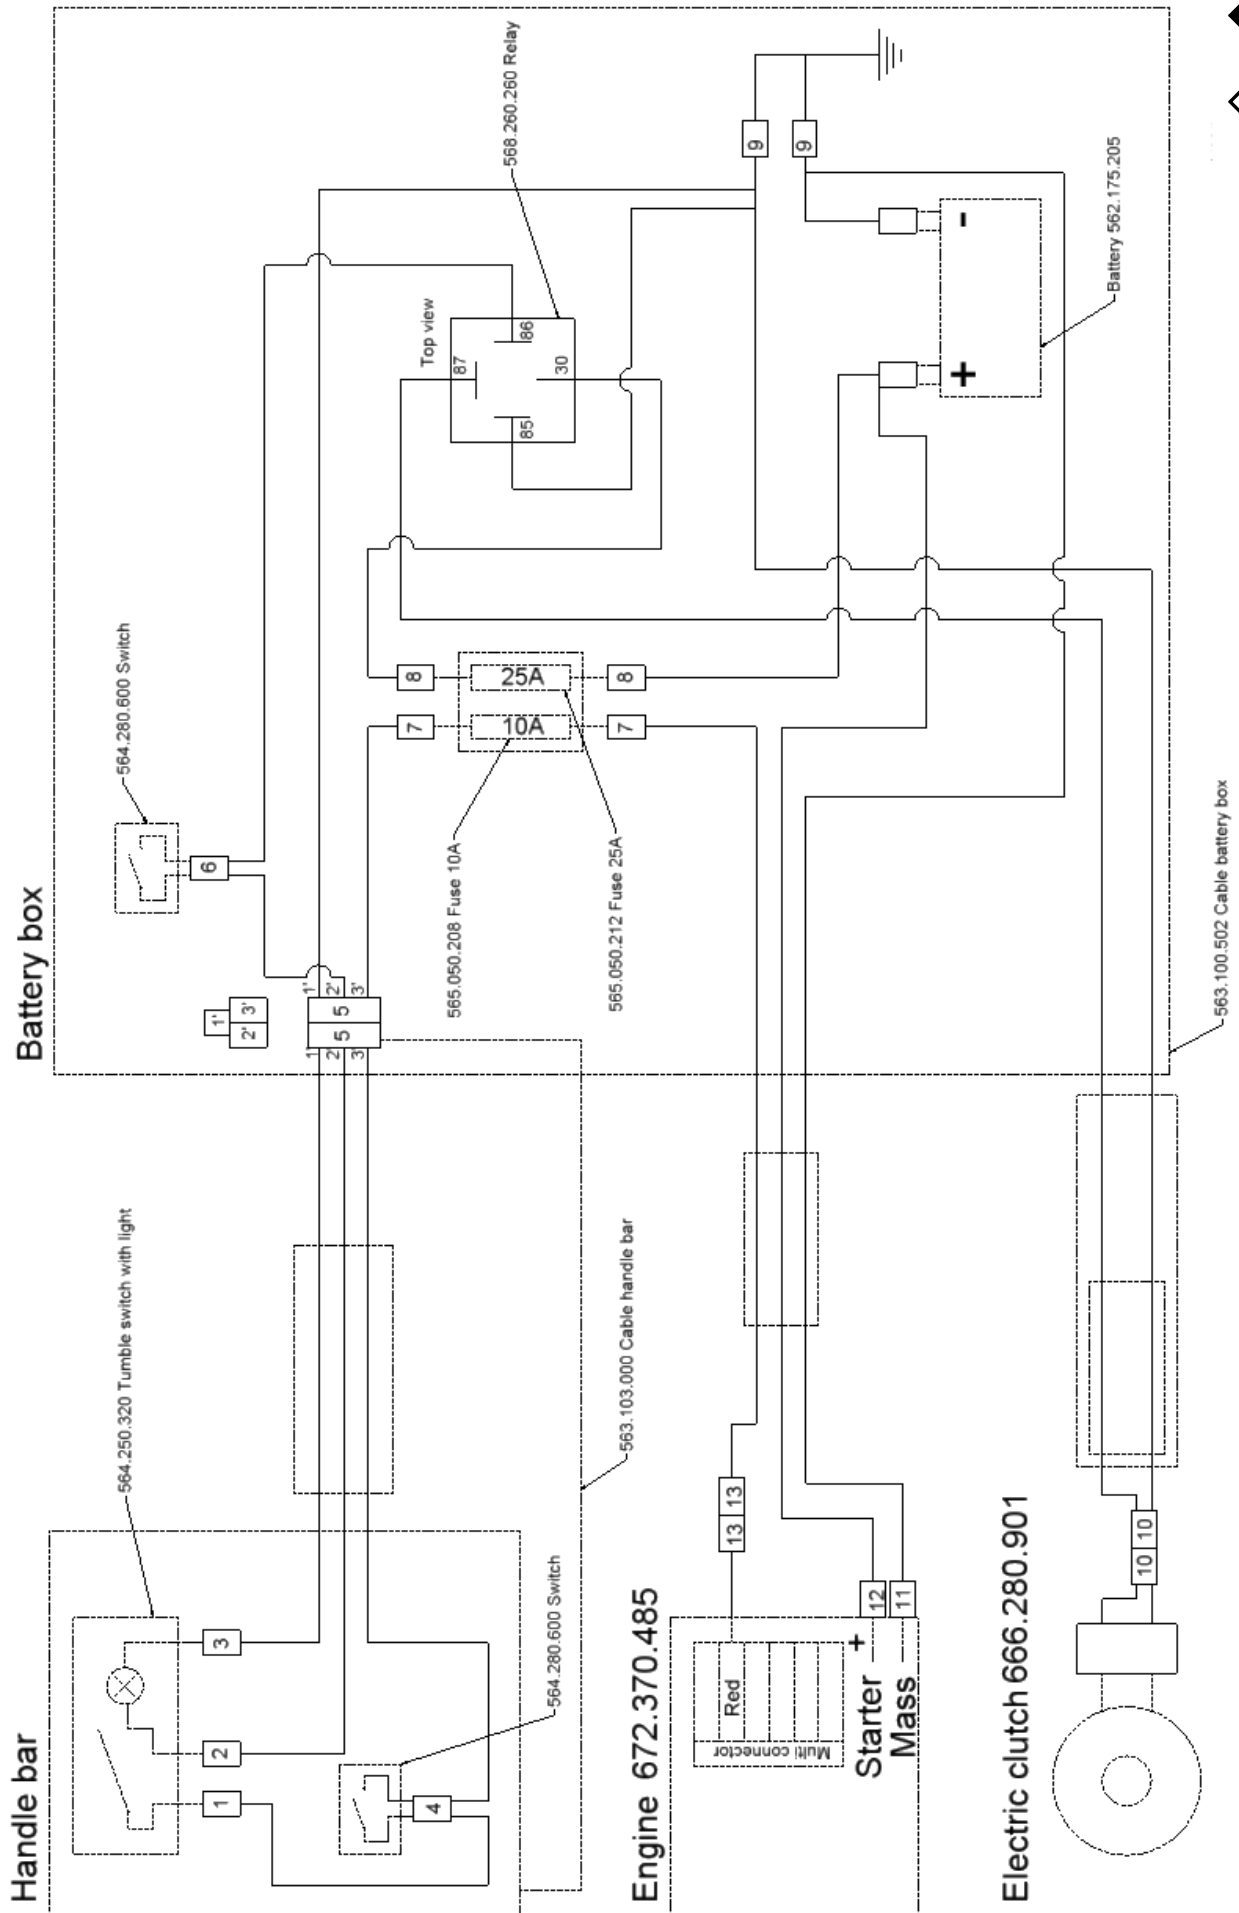 Handle bar
564.250.320 Tumble switch with light
1
2
3
4
564.280.600 Switch
563.103.000 Cable handle bar
Battery box
564.280.600 Switch
6
1'
2' 3'
1'
2'
3'
5
5
1'
2'
3'
565.050.208 Fuse 10A
565.050.212 Fuse 25A
7
10A
7
8
25A
8
Top view
87
86
85
30
568.260.260 Relay
9
9
+
-
Battery 562.175.205
563.100.502 Cable battery box
Engine 672.370.485
Multi connector
Red
13
13
+
Starter
12
Mass
11
Electric clutch 666.280.901
10
10